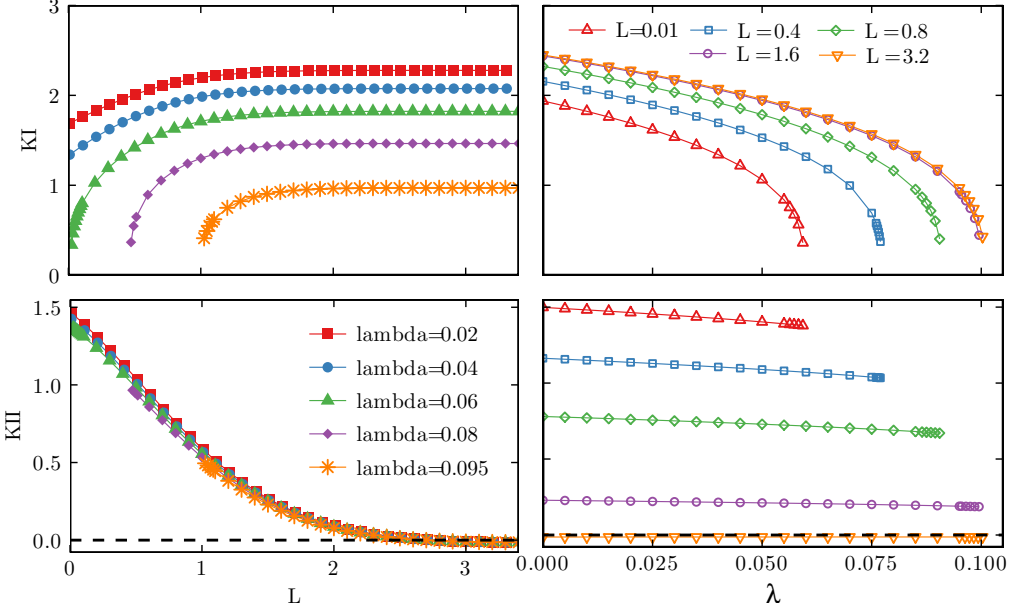 3
2
1
0
KI
L=0.01
L=0.4
L=0.8
L=1.6
L=3.2
1.5
1.0
0.5
0.0
KII
lambda=0.02
lambda=0.04
lambda=0.06
lambda=0.08
lambda=0.095
0 1 2 3
L
0.000 0.025 0.050 0.075 0.100
λ